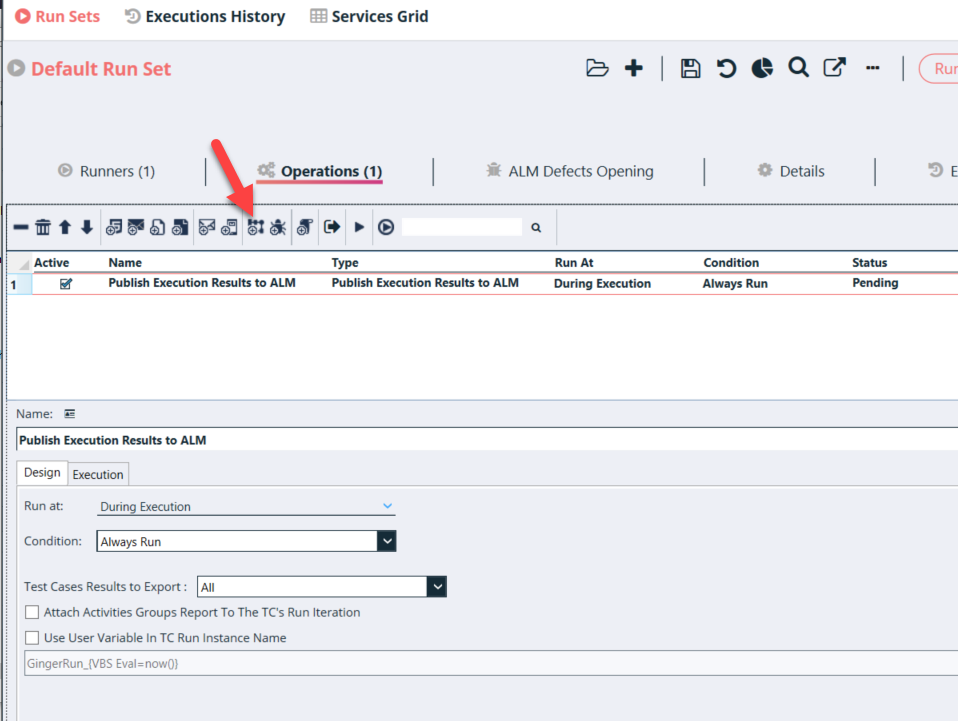 Run Sets Executions History Services Grid
Default Run Set Run
Runners (1) Operations (1) ALM Defects Opening Details E
Active Name Type Run At Condition Status
1 Publish Execution Results to ALM Publish Execution Results to ALM During Execution Always Run Pending
Name:
Publish Execution Results to ALM
Design Execution
Run at: During Execution
Condition: Always Run
Test Cases Results to Export : All
Attach Activities Groups Report To The TC's Run Iteration
Use User Variable In TC Run Instance Name
GingerRun_{VBS Eval=now()}